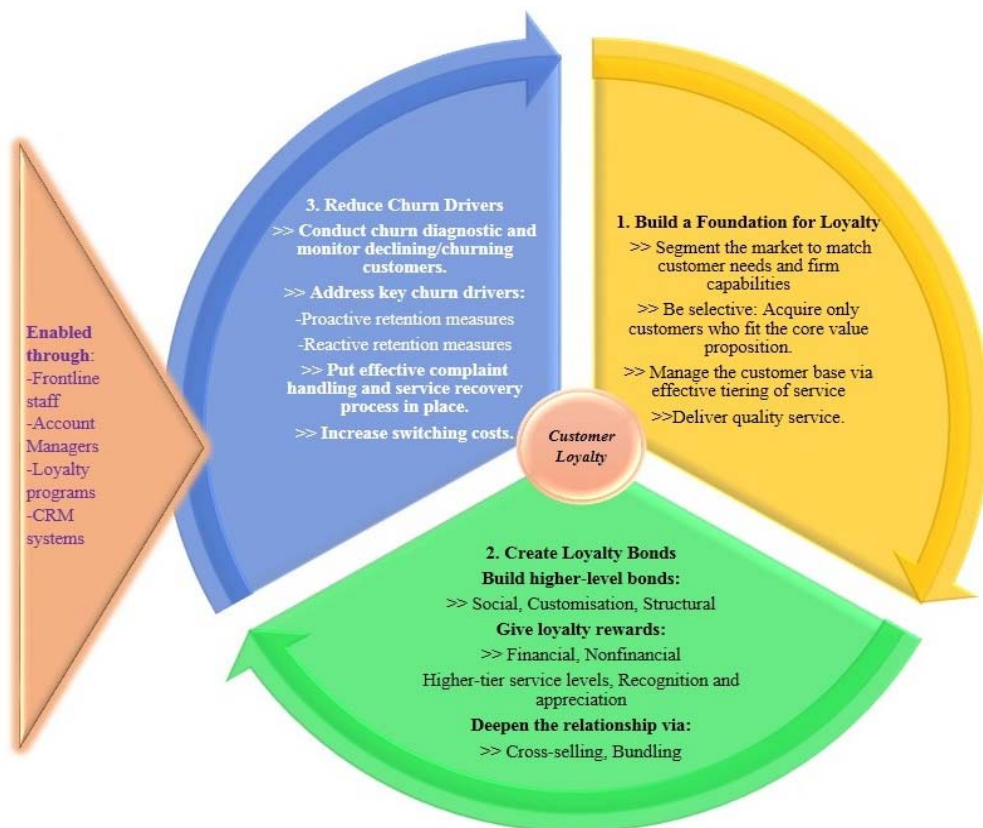 Enabled
through:
-Frontline
staff
-Account
Managers
-Loyalty
programs
-CRM
systems
3. Reduce Churn Drivers
>> Conduct churn diagnostic and
monitor declining/churning
customers.
>> Address key churn drivers:
-Proactive retention measures
-Reactive retention measures
>> Put effective complaint
handling and service recovery
process in place.
>> Increase switching costs.
1. Build a Foundation for Loyalty
>> Segment the market to match
customer needs and firm
capabilities
>> Be selective: Acquire only
customers who fit the core value
proposition.
>> Manage the customer base via
effective tiering of service
>>Deliver quality service.
Customer
Loyalty
2. Create Loyalty Bonds
Build higher-level bonds:
>> Social, Customisation, Structural
Give loyalty rewards:
>> Financial, Nonfinancial
Higher-tier service levels, Recognition and
appreciation
Deepen the relationship via:
>> Cross-selling, Bundling